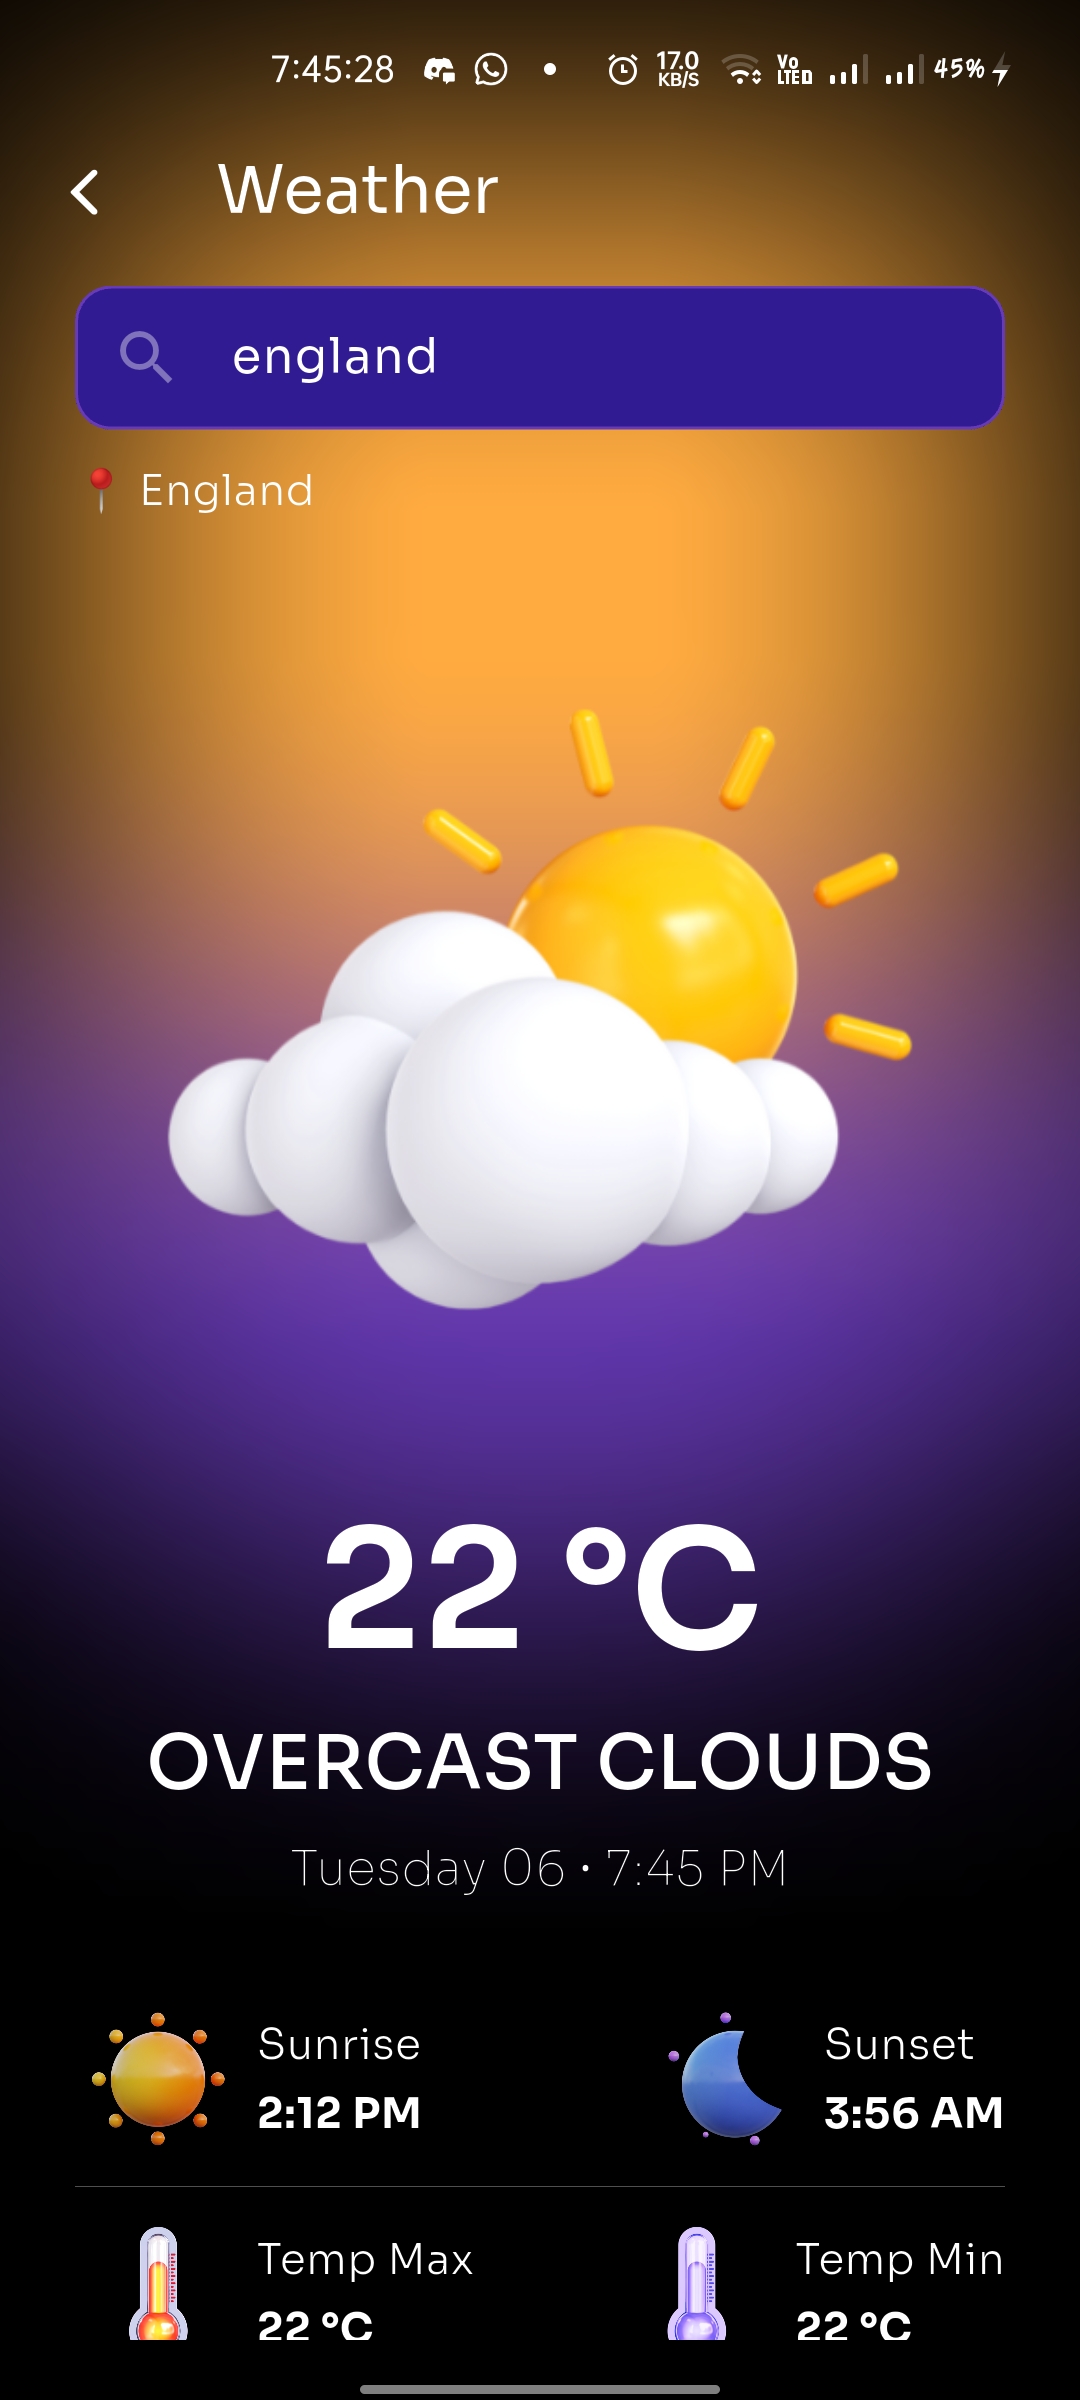 7:45:28 17.0 KB/S Vo LTED 45%
Weather
england
England
22 °C
OVERCAST CLOUDS
Tuesday 06 • 7:45 PM
Sunrise Sunset
2:12 PM 3:56 AM
Temp Max Temp Min
22 °C 22 °C